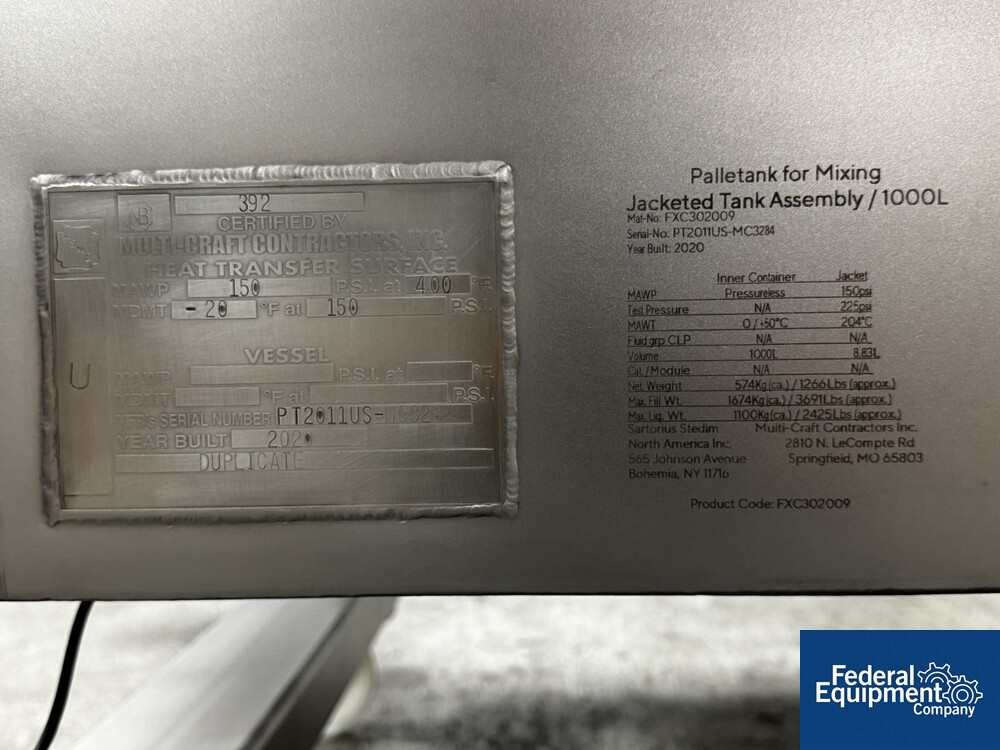 NB
392
CERTIFIED BY
MULTI-CRAFT CONTRACTORS, INC.
HEAT TRANSFER SURFACE
MAWP 150 P.S.I. at 400 °F.
MDMT -20 °F at 150 P.S.I.
VESSEL
MAWP P.S.I. at °F.
MDMT °F at P.S.I.
U
MFR'S SERIAL NUMBER PT2011US-
YEAR BUILT 2020
DUPLICATE
Palletank for Mixing
Jacketed Tank Assembly / 1000L
Mat-No: FXC302009
Serial-No: PT2011US-MC3284
Year Built: 2020
Inner Container Jacket
MAWP Pressureless 150psi
Test Pressure N/A 225psi
MAWT 0 / +50°C 204°C
Fluid grp CLP N/A N/A
Volume 1000L 8.83L
Cat./Module N/A N/A
Net. Weight 574Kg(ca.) / 1266Lbs (approx.)
Max. Fill Wt. 1674Kg(ca.) / 3691Lbs (approx.)
Max. Liq. Wt. 1100Kg(ca.) / 2425Lbs (approx.)
Sartorius Stedim Multi-Craft Contractors Inc.
North America Inc. 2810 N. LeCompte Rd
565 Johnson Avenue Springfield, MO 65803
Bohemia, NY 11716
Product Code: FXC302009
Federal
Equipment
Company